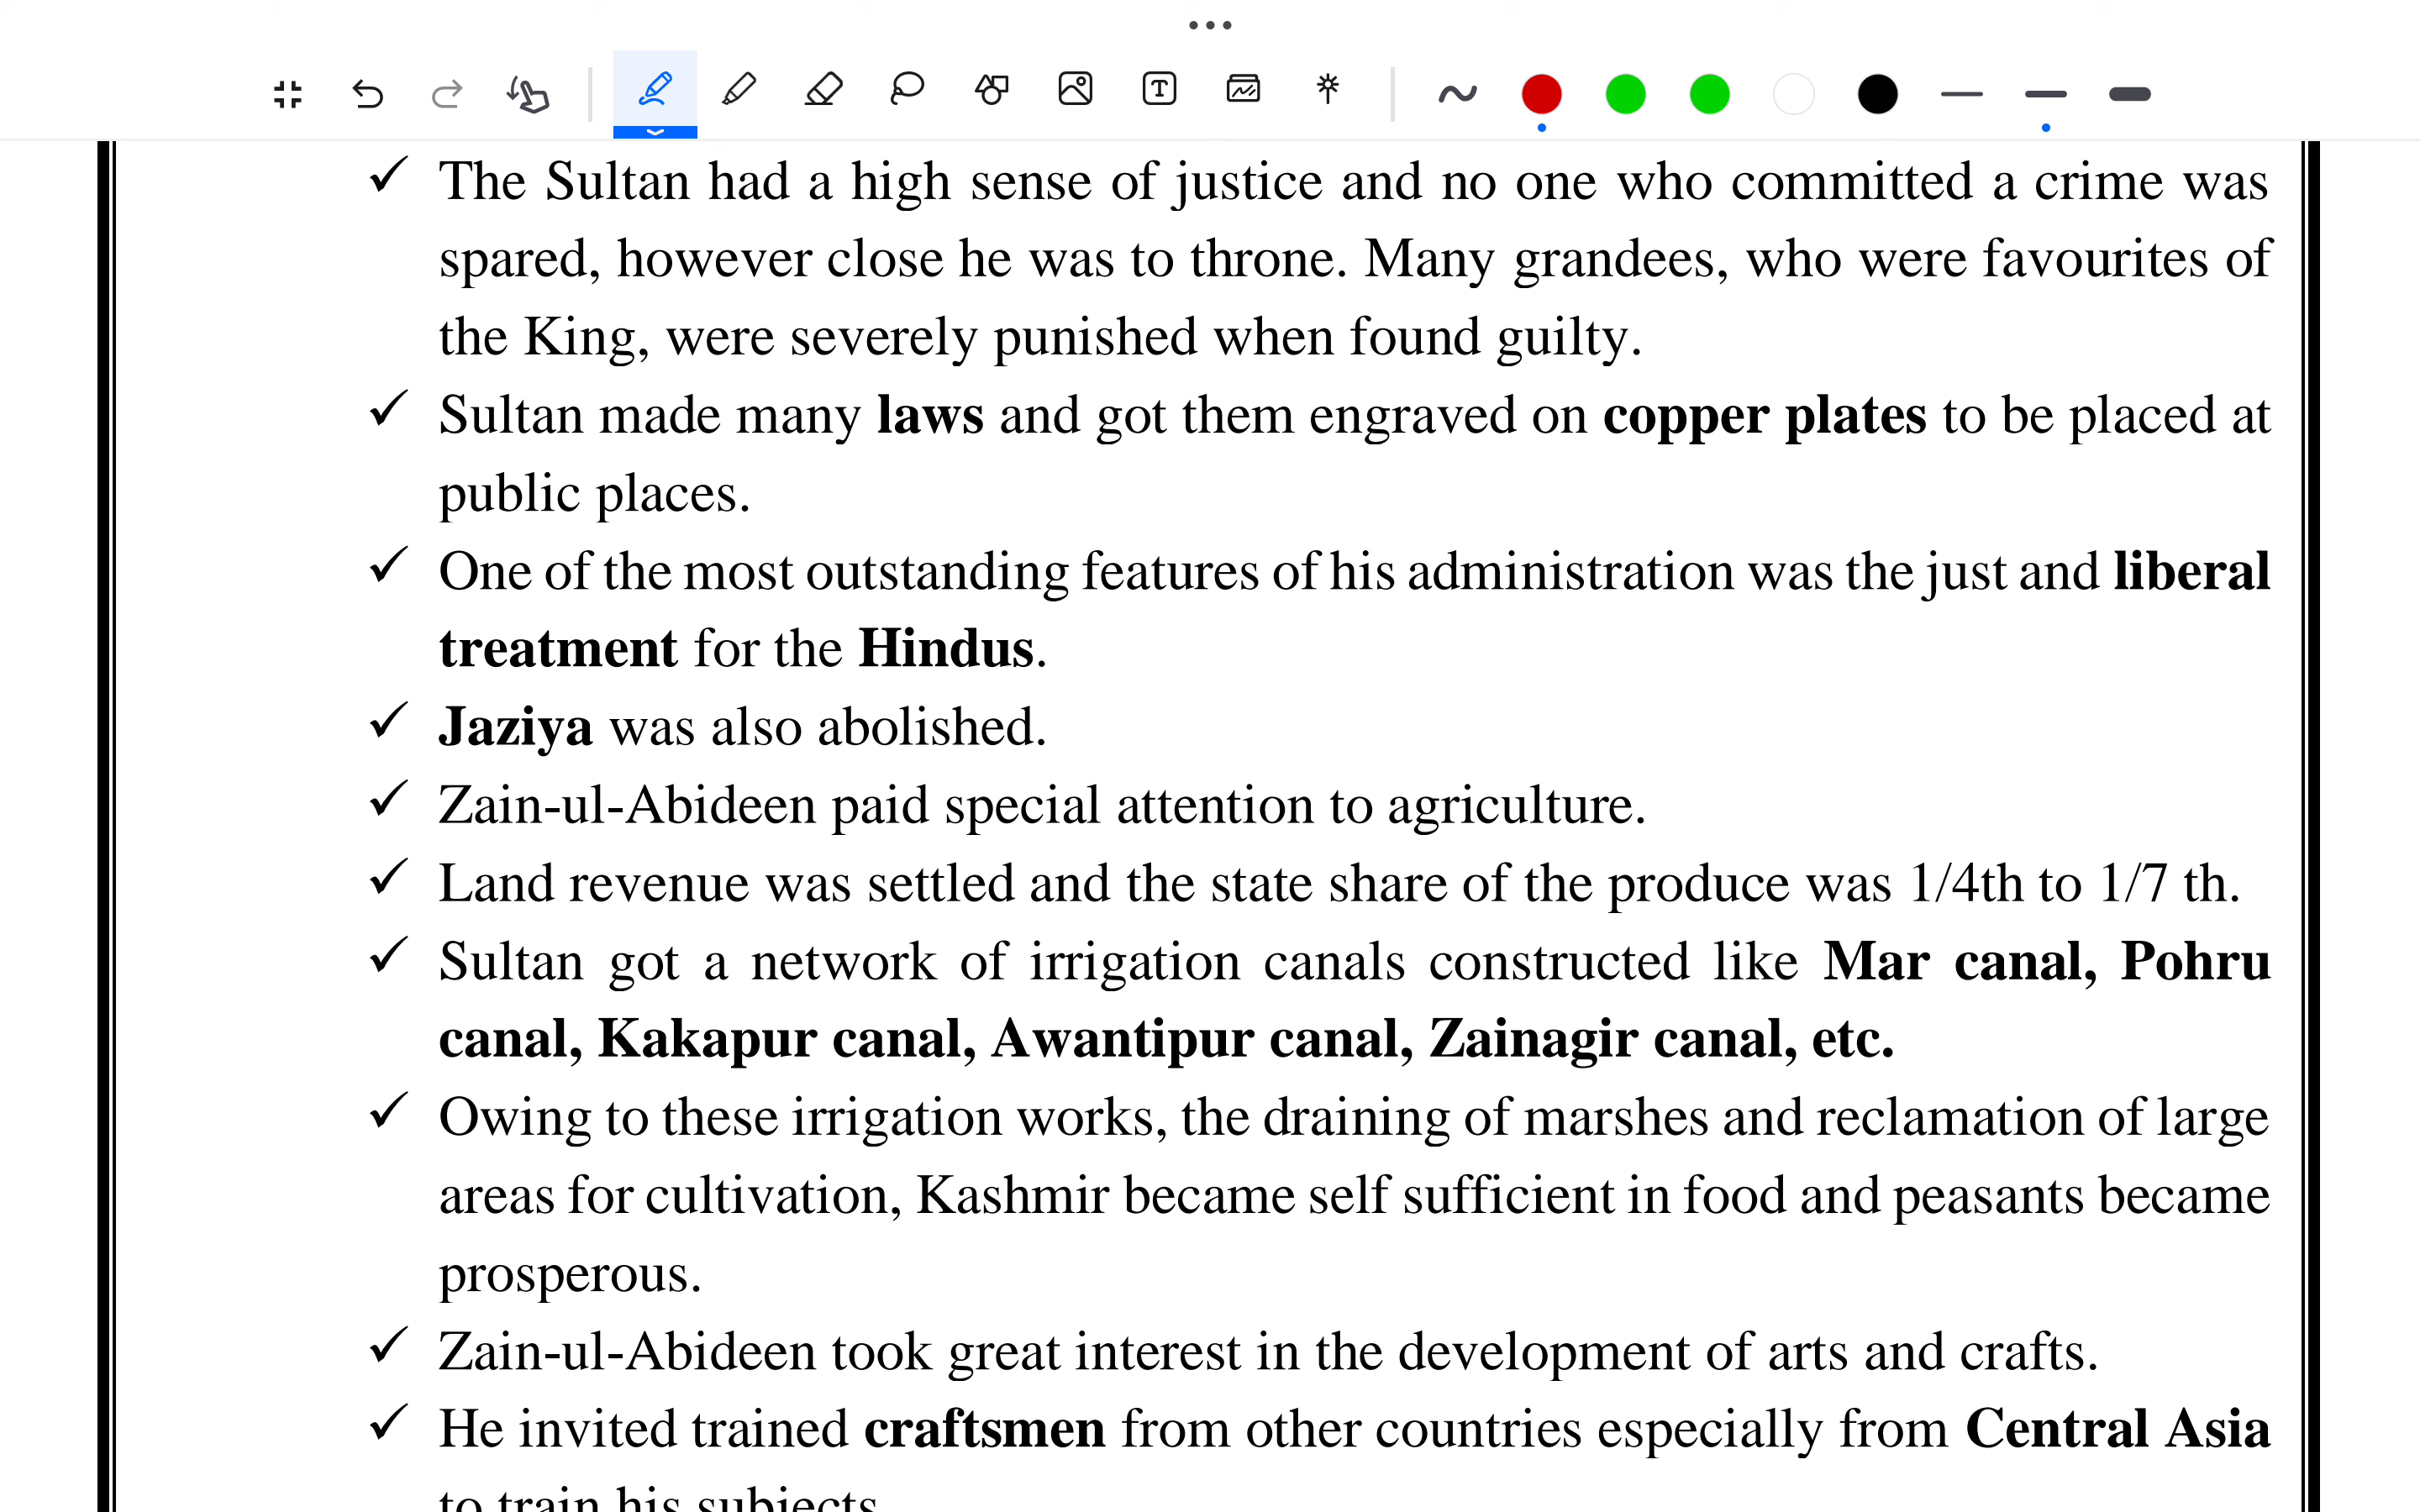 ✓ The Sultan had a high sense of justice and no one who committed a crime was
spared, however close he was to throne. Many grandees, who were favourites of
the King, were severely punished when found guilty.
✓ Sultan made many laws and got them engraved on copper plates to be placed at
public places.
✓ One of the most outstanding features of his administration was the just and liberal
treatment for the Hindus.
✓ Jaziya was also abolished.
✓ Zain-ul-Abideen paid special attention to agriculture.
✓ Land revenue was settled and the state share of the produce was 1/4th to 1/7 th.
✓ Sultan got a network of irrigation canals constructed like Mar canal, Pohru
canal, Kakapur canal, Awantipur canal, Zainagir canal, etc.
✓ Owing to these irrigation works, the draining of marshes and reclamation of large
areas for cultivation, Kashmir became self sufficient in food and peasants became
prosperous.
✓ Zain-ul-Abideen took great interest in the development of arts and crafts.
✓ He invited trained craftsmen from other countries especially from Central Asia
to train his subjects